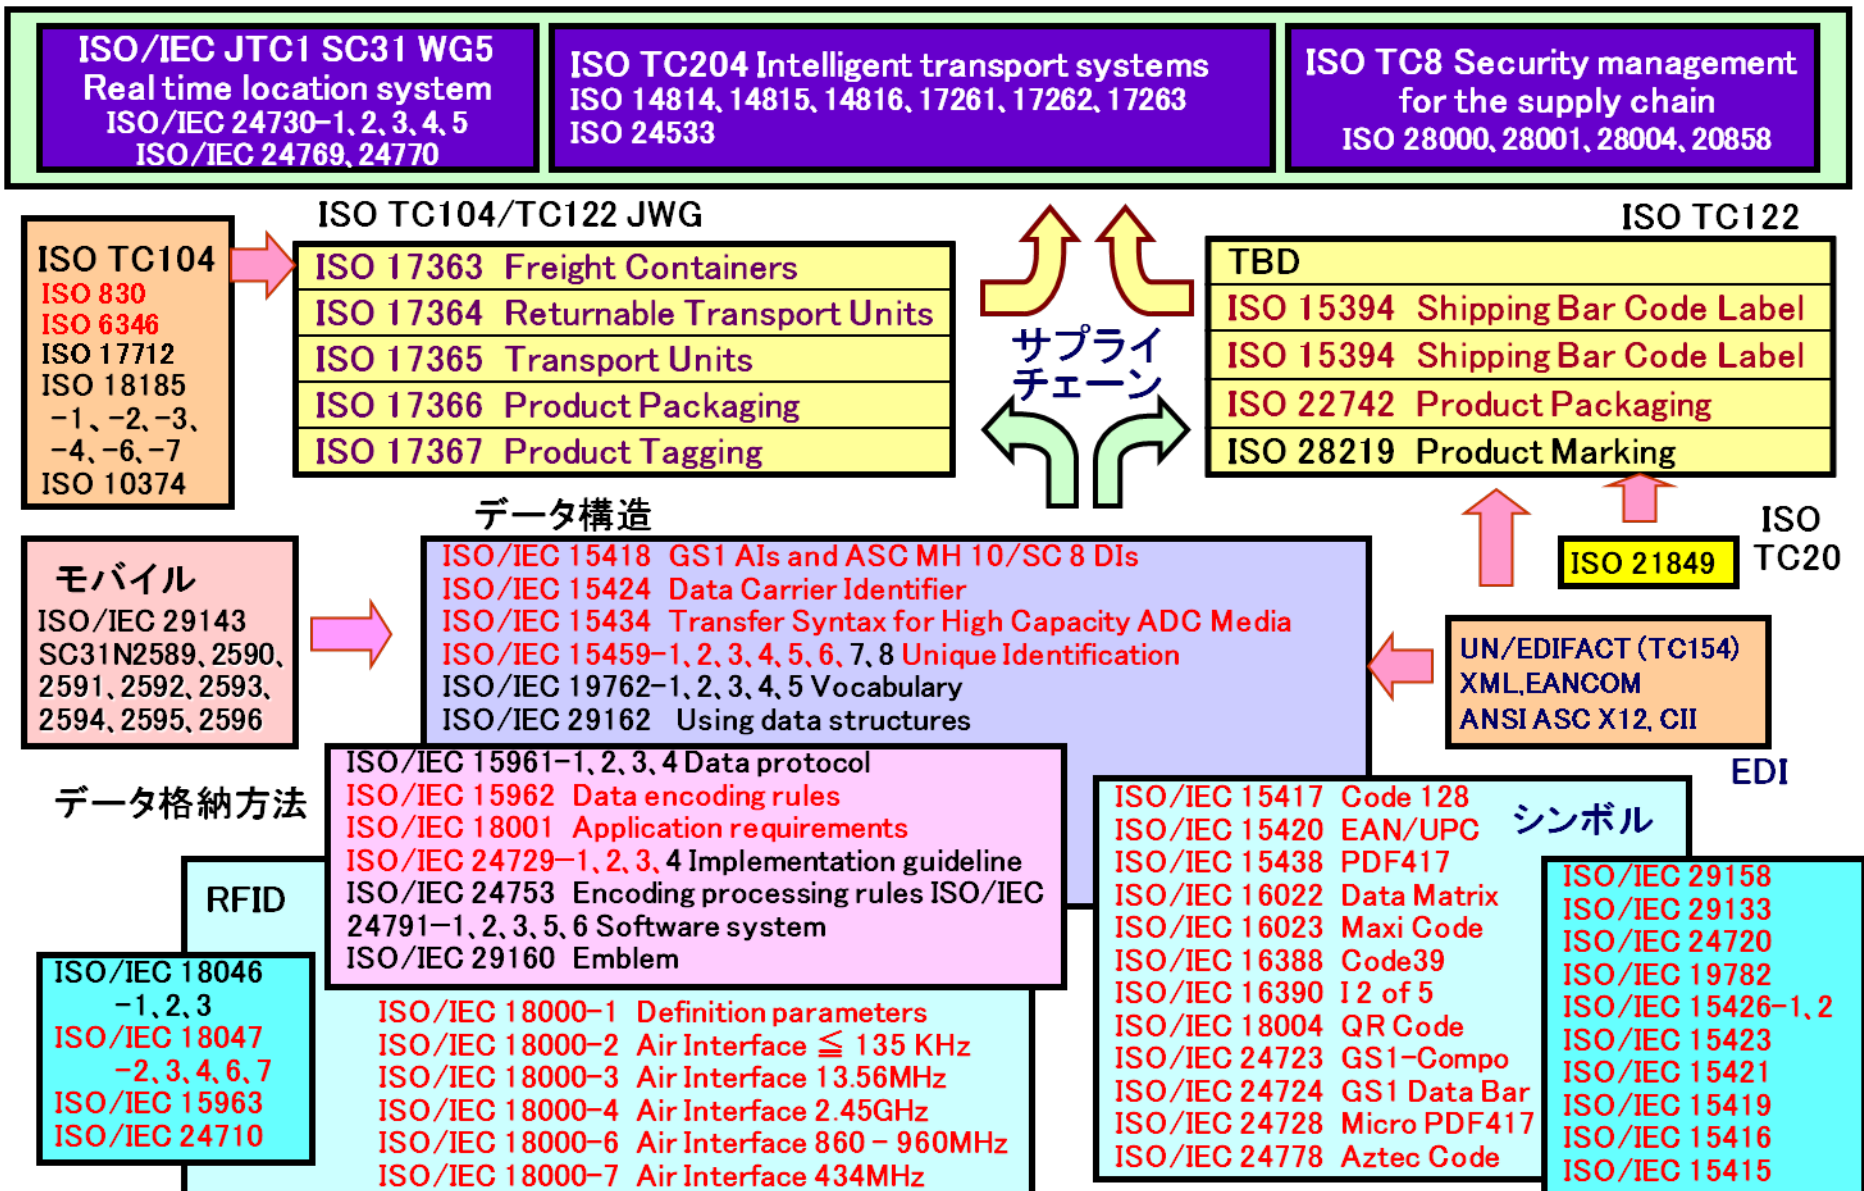 ISO/IEC JTC1 SC31 WG5
Real time location system
ISO/IEC 24730-1、2、3、4、5
ISO/IEC 24769、24770
ISO TC204 Intelligent transport systems
ISO 14814、14815、14816、17261、17262、17263
ISO 24533
ISO TC8 Security management
for the supply chain
ISO 28000、28001、28004、20858
ISO TC104
ISO 830
ISO 6346
ISO 17712
ISO 18185
-1、-2、-3、
-4、-6、-7
ISO 10374
ISO TC104/TC122 JWG
ISO 17363 Freight Containers
ISO 17364 Returnable Transport Units
ISO 17365 Transport Units
ISO 17366 Product Packaging
ISO 17367 Product Tagging
サプライ
チェーン
ISO TC122
TBD
ISO 15394 Shipping Bar Code Label
ISO 15394 Shipping Bar Code Label
ISO 22742 Product Packaging
ISO 28219 Product Marking
ISO
TC20
ISO 21849
モバイル
ISO/IEC 29143
SC31N2589、2590、
2591、2592、2593、
2594、2595、2596
データ構造
ISO/IEC 15418 GS1 AIs and ASC MH 10/SC 8 DIs
ISO/IEC 15424 Data Carrier Identifier
ISO/IEC 15434 Transfer Syntax for High Capacity ADC Media
ISO/IEC 15459-1、2、3、4、5、6、7、8 Unique Identification
ISO/IEC 19762-1、2、3、4、5 Vocabulary
ISO/IEC 29162 Using data structures
UN/EDIFACT (TC154)
XML,EANCOM
ANSI ASC X12, CII
EDI
データ格納方法
ISO/IEC 15961-1、2、3、4 Data protocol
ISO/IEC 15962 Data encoding rules
ISO/IEC 18001 Application requirements
ISO/IEC 24729-1、2、3、4 Implementation guideline
ISO/IEC 24753 Encoding processing rules ISO/IEC
24791-1、2、3、5、6 Software system
ISO/IEC 29160 Emblem
RFID
ISO/IEC 18046
-1、2、3
ISO/IEC 18047
-2、3、4、6、7
ISO/IEC 15963
ISO/IEC 24710
ISO/IEC 18000-1 Definition parameters
ISO/IEC 18000-2 Air Interface ≦ 135 KHz
ISO/IEC 18000-3 Air Interface 13.56MHz
ISO/IEC 18000-4 Air Interface 2.45GHz
ISO/IEC 18000-6 Air Interface 860 - 960MHz
ISO/IEC 18000-7 Air Interface 434MHz
シンボル
ISO/IEC 15417 Code 128
ISO/IEC 15420 EAN/UPC
ISO/IEC 15438 PDF417
ISO/IEC 16022 Data Matrix
ISO/IEC 16023 Maxi Code
ISO/IEC 16388 Code39
ISO/IEC 16390 I 2 of 5
ISO/IEC 18004 QR Code
ISO/IEC 24723 GS1-Compo
ISO/IEC 24724 GS1 Data Bar
ISO/IEC 24728 Micro PDF417
ISO/IEC 24778 Aztec Code
ISO/IEC 29158
ISO/IEC 29133
ISO/IEC 24720
ISO/IEC 19782
ISO/IEC 15426-1、2
ISO/IEC 15423
ISO/IEC 15421
ISO/IEC 15419
ISO/IEC 15416
ISO/IEC 15415